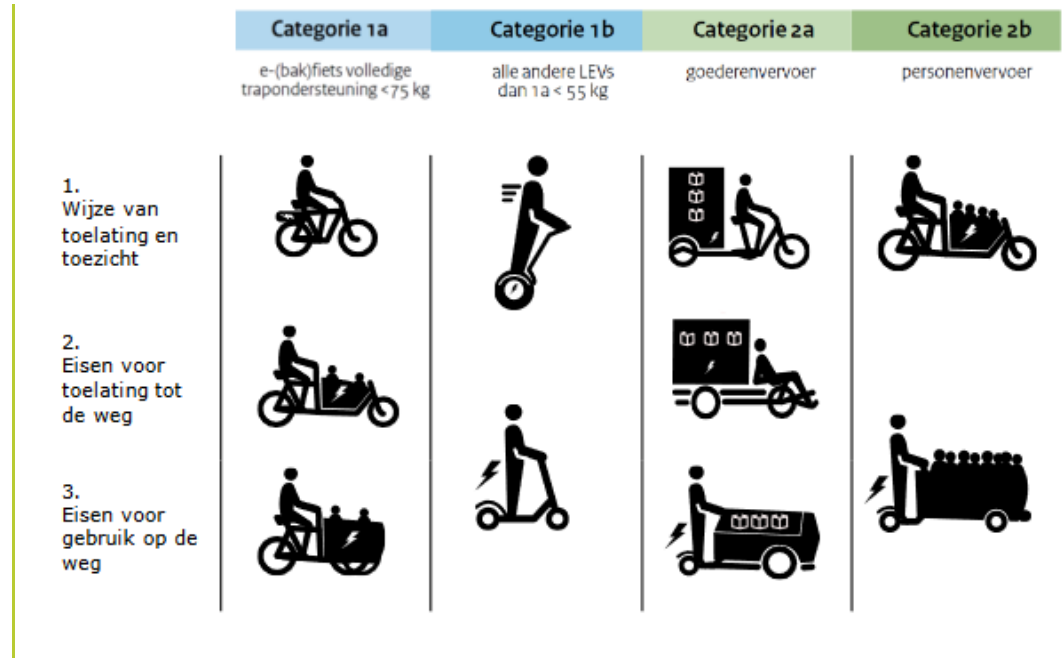 Categorie 1a
Categorie 1b
Categorie 2a
Categorie 2b
e-(bak)fiets volledige
trapondersteuning <75 kg
alle andere LEVs
dan 1a < 55 kg
goederenvervoer
personenvervoer
1.
Wijze van
toelating en
toezicht
2.
Eisen voor
toelating tot
de weg
3.
Eisen voor
gebruik op de
weg